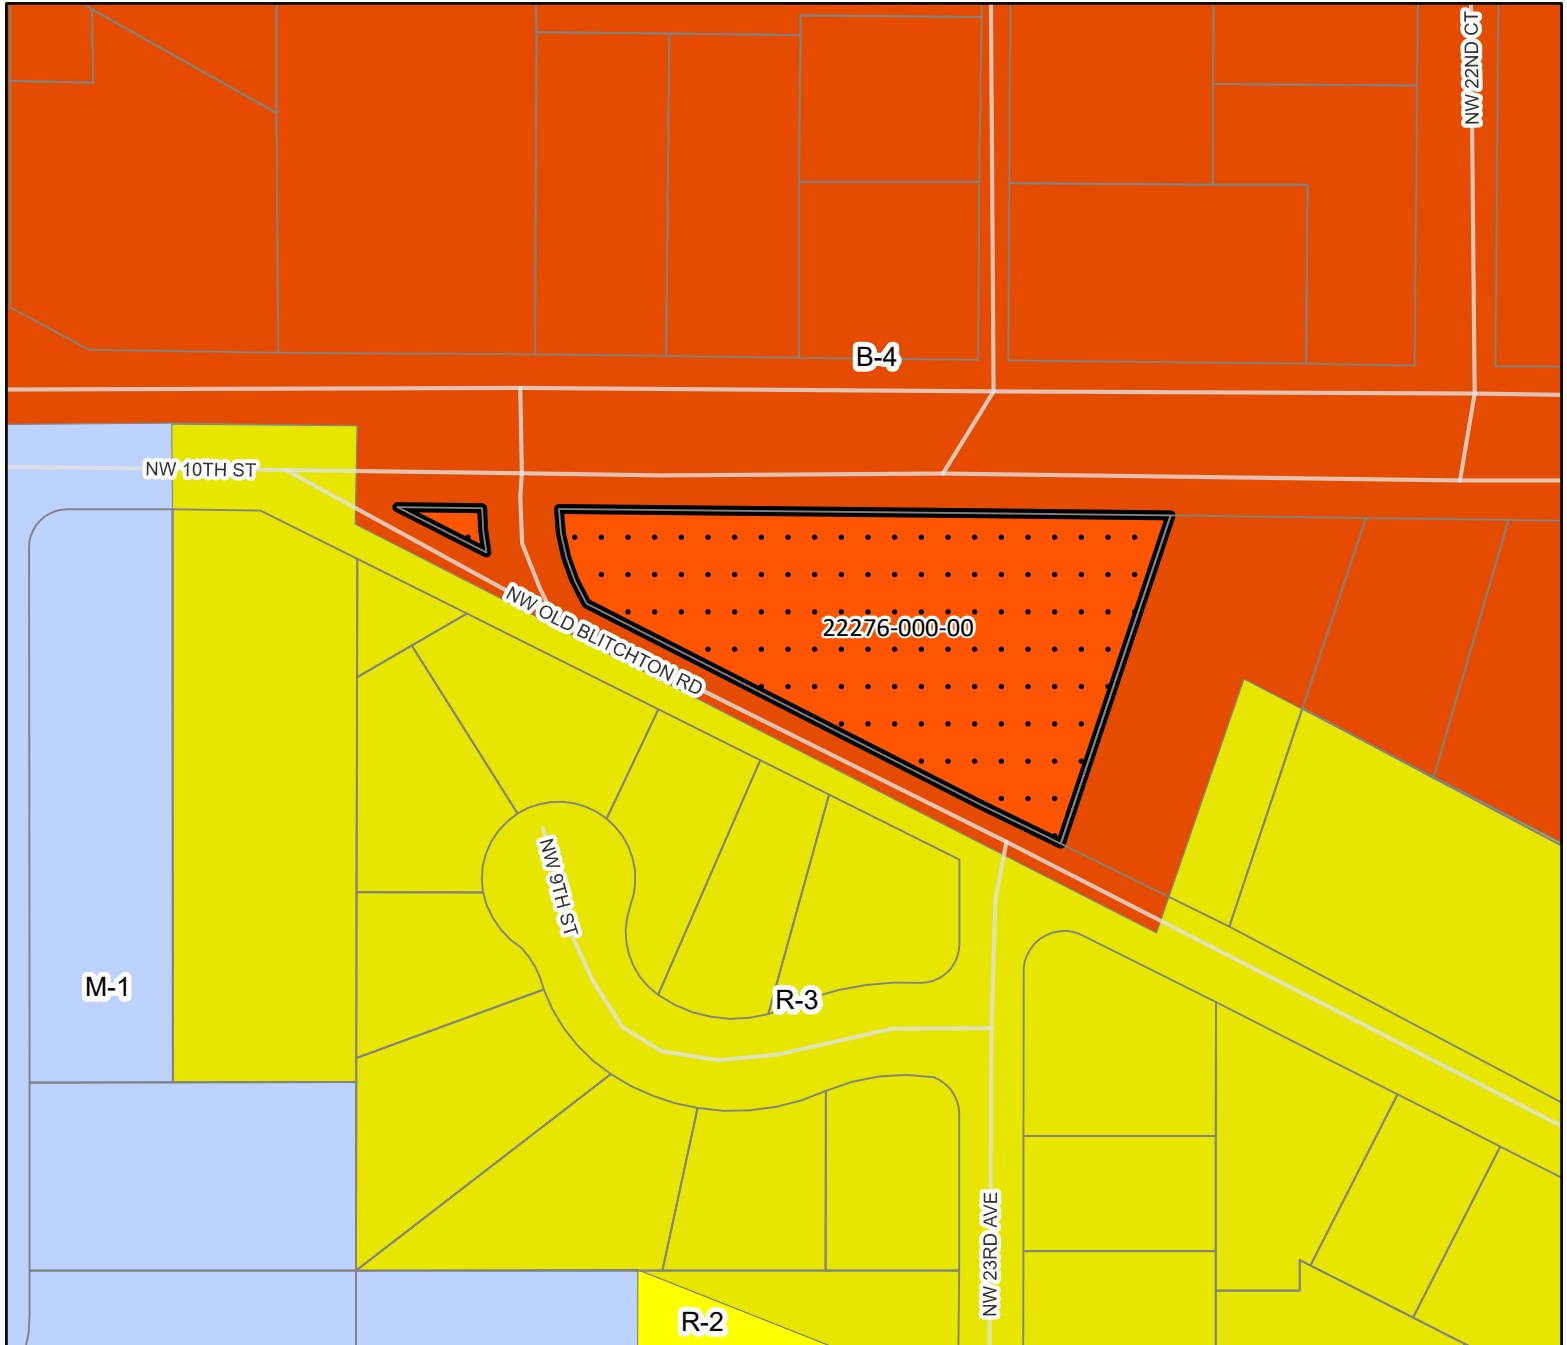 NW 22ND CT
B-4
NW 10TH ST
NW OLD BLITCHTON RD
22276-000-00
NW 9TH ST
M-1
R-3
NW 23RD AVE
R-2